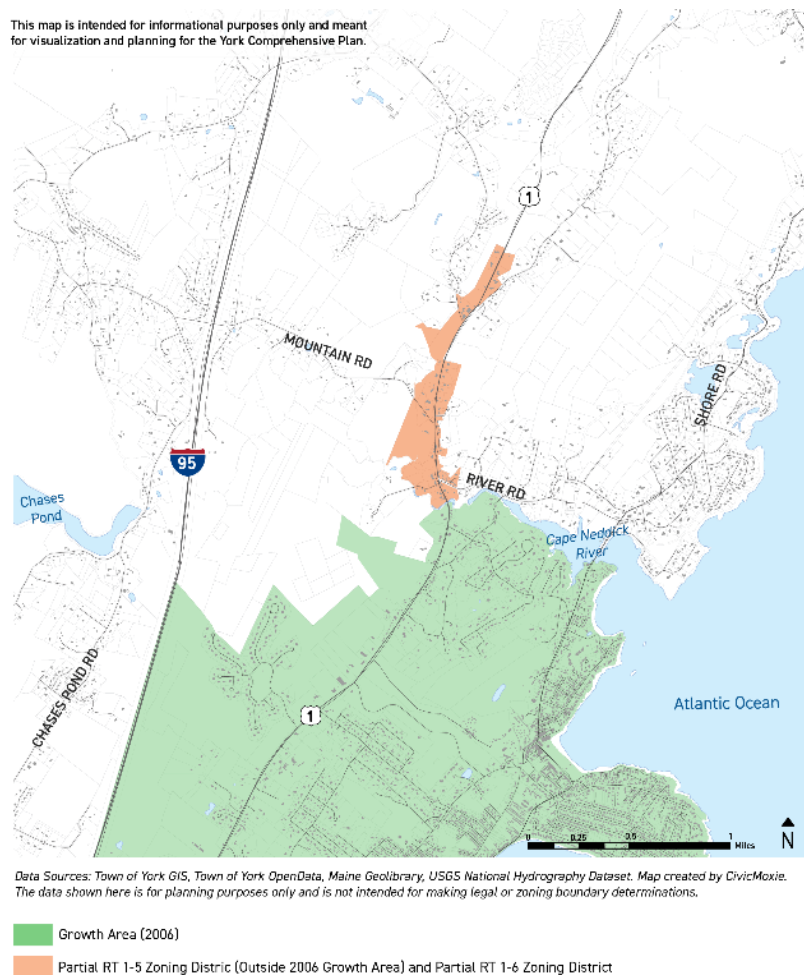 This map is intended for informational purposes only and meant
for visualization and planning for the York Comprehensive Plan.
1
MOUNTAIN RD
SHORE RD
95
RIVER RD
Chases
Pond
Cape Neddick
River
CHASES POND RD
Atlantic Ocean
1
0 0.25 0.5 1
Miles
N
Data Sources: Town of York GIS, Town of York OpenData, Maine Geolibrary, USGS National Hydrography Dataset. Map created by CivicMoxie.
The data shown here is for planning purposes only and is not intended for making legal or zoning boundary determinations.
Growth Area (2006)
Partial RT 1-5 Zoning Distric (Outside 2006 Growth Area) and Partial RT 1-6 Zoning District